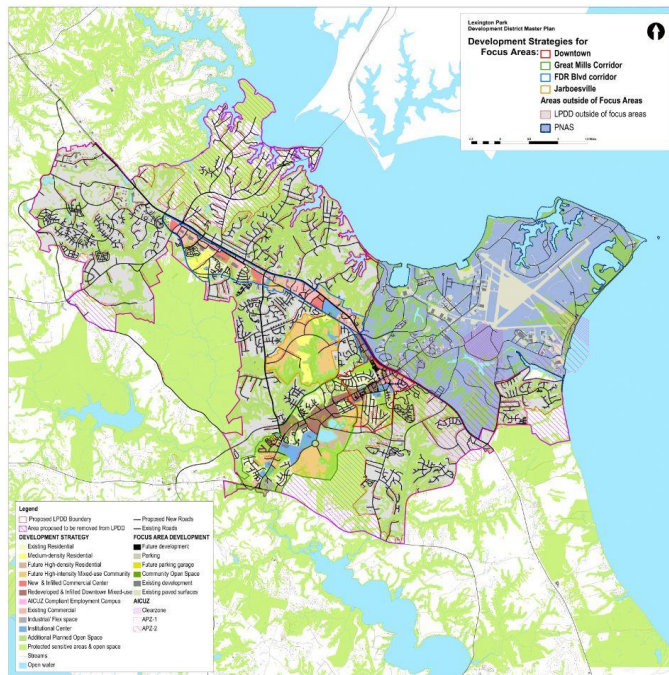 Lexington Park
Development District Master Plan
Development Strategies for
Focus Areas:
Downtown
Great Mills Corridor
FDR Blvd corridor
Jarboesville
Areas outside of Focus Areas
LPDD outside of focus areas
PNAS
Legend
Proposed LPDD Boundary
Area proposed to be removed from LPDD
DEVELOPMENT STRATEGY
Existing Residential
Medium-density Residential
Future High-density Residential
Future High-intensity Mixed-use Community
New & Infilled Commercial Center
Redeveloped & Infilled Downtown Mixed-use
AICUZ Compliant Employment Campus
Existing Commercial
Industrial/ Flex space
Institutional Center
Additional Planned Open Space
Protected sensitive areas & open space
Streams
Open water
Proposed New Roads
Existing Roads
FOCUS AREA DEVELOPMENT
Future development
Parking
Future parking garage
Community Open Space
Existing development
Existing paved surfaces
AICUZ
Clearzone
APZ-1
APZ-2